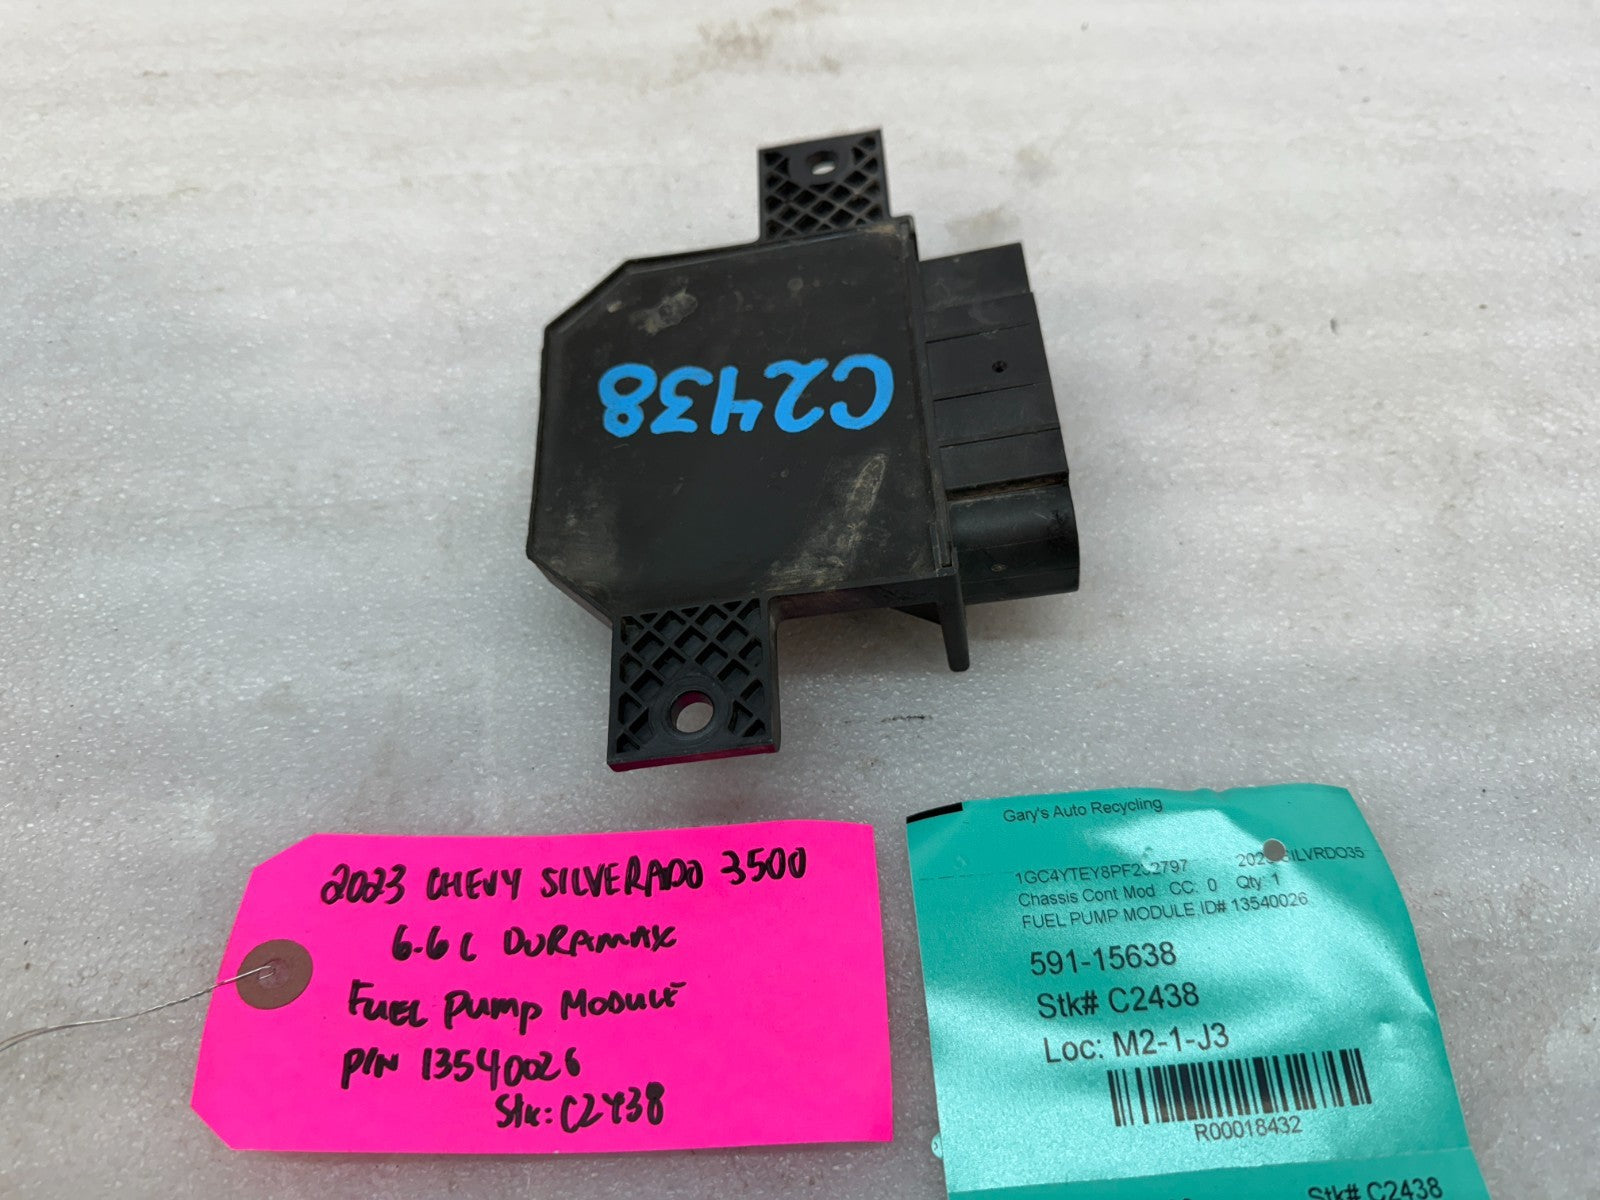 C2438
2023 CHEVY SILVERADO 3500
6.6L DURAMAX
FUEL PUMP MODULE
P/N 13540026
Stk: C2438
Gary's Auto Recycling
SILVRDO35
Chassis Cont Mod CC: 0 Qty: 1
FUEL PUMP MODULE,ID# 13540026
591-15638
Stk# C2438
Loc: M2-1-J3
R00018432
Stk# C2438